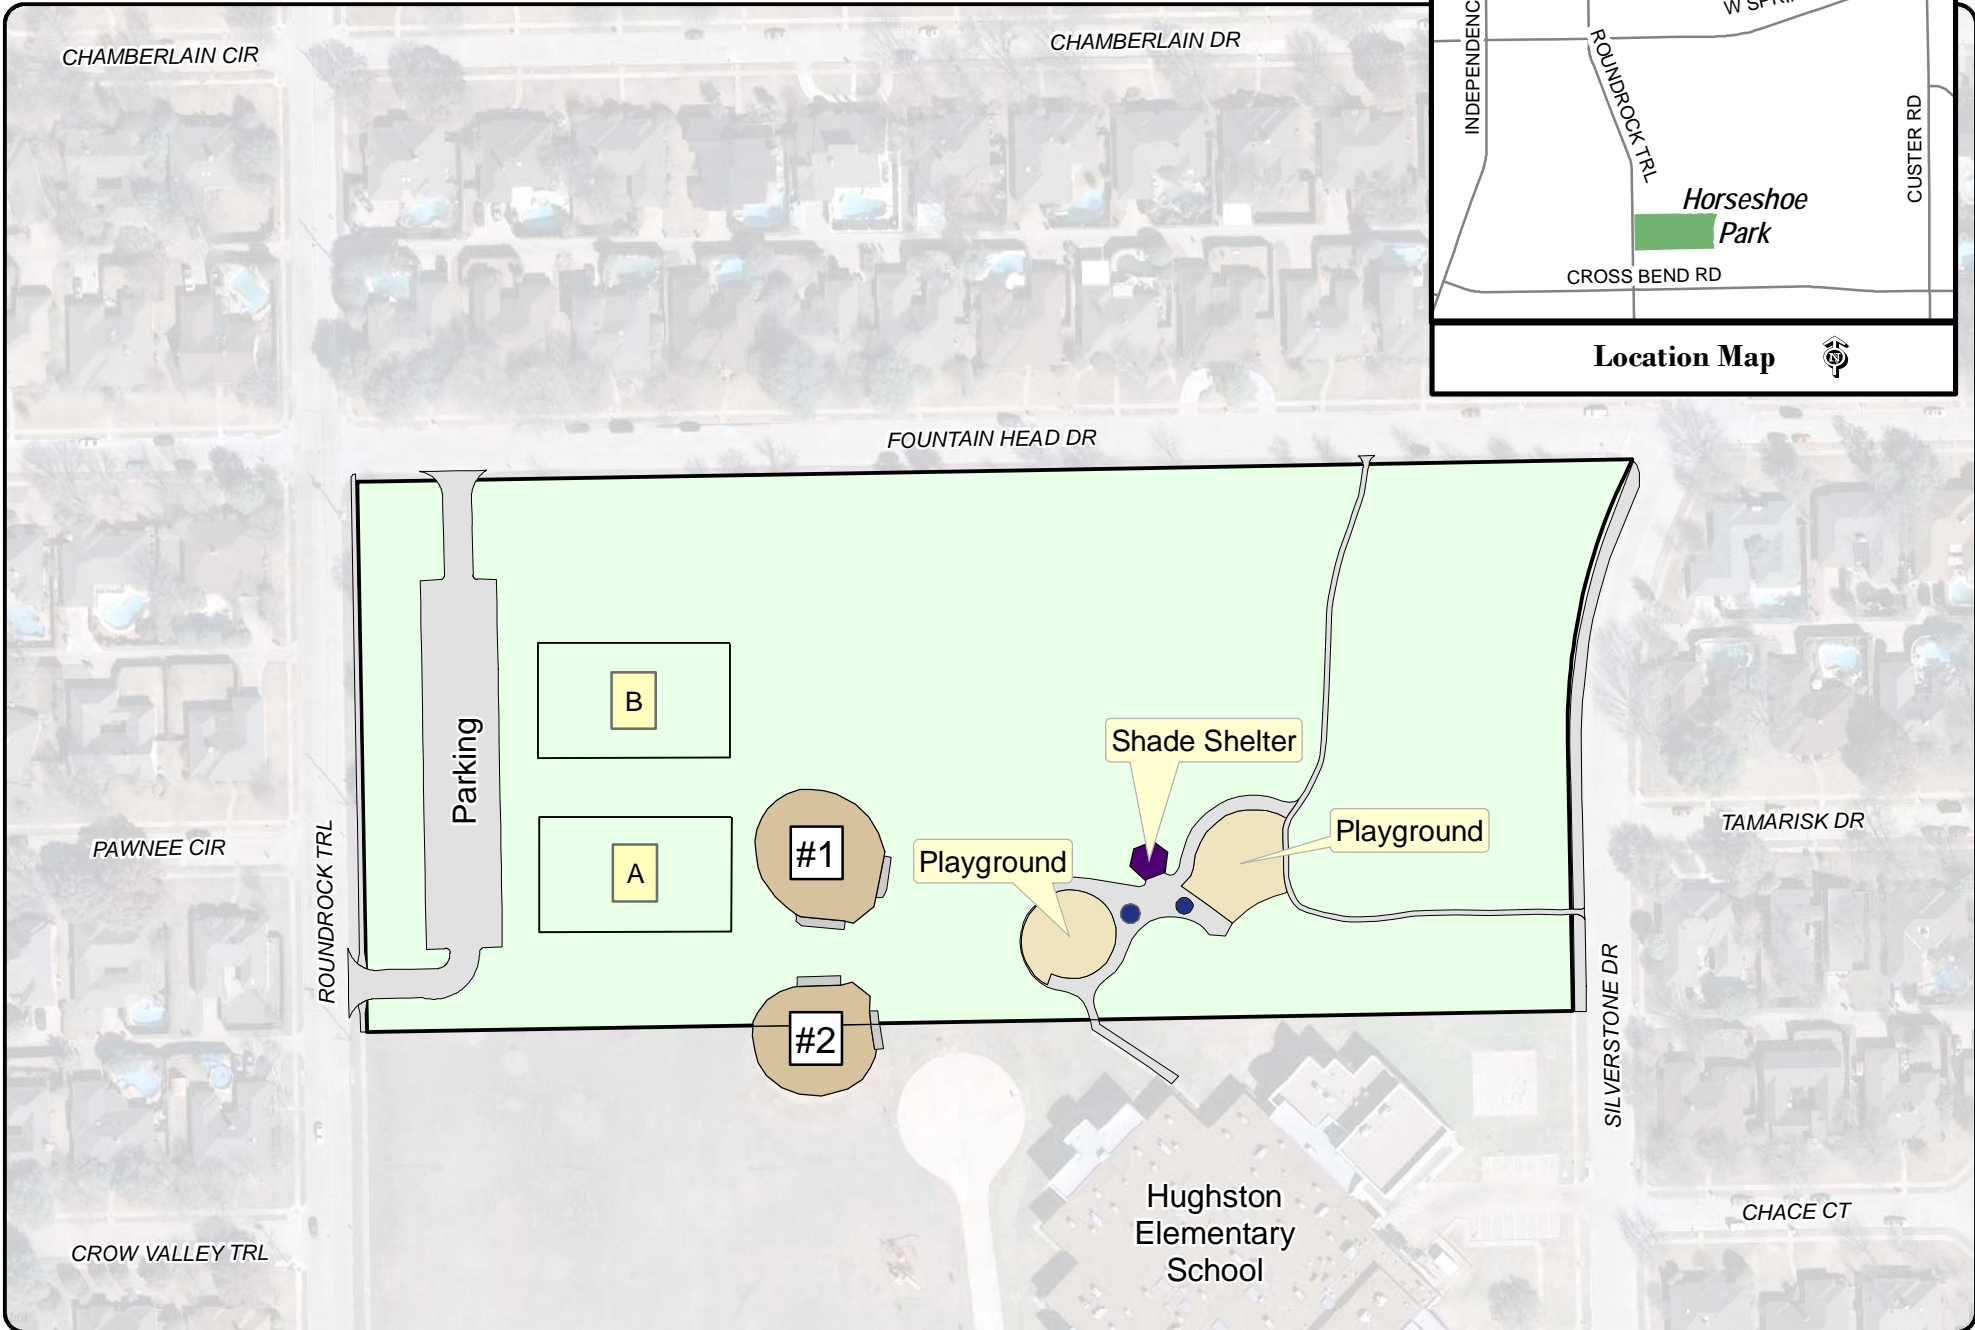 CHAMBERLAIN CIR
CHAMBERLAIN DR
ROUNDROCK TRL
CUSTER RD
Horseshoe
Park
CROSS BEND RD
Location Map
N
FOUNTAIN HEAD DR
B
Parking
Shade Shelter
A
#1
Playground
Playground
TAMARISK DR
PAWNEE CIR
ROUNDROCK TRL
#2
SILVERSTONE DR
Hughston
Elementary
School
CHACE CT
CROW VALLEY TRL